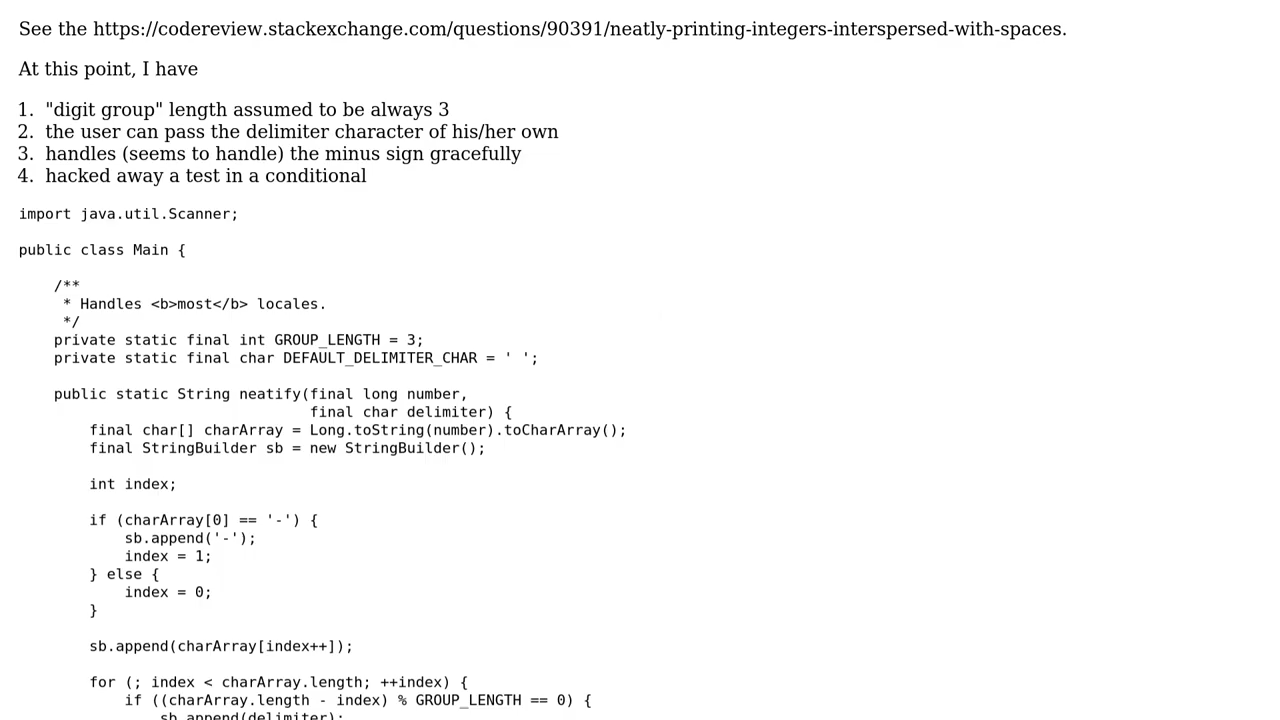 See the https://codereview.stackexchange.com/questions/90391/neatly-printing-integers-interspersed-with-spaces.
At this point, I have
1. "digit group" length assumed to be always 3
2. the user can pass the delimiter character of his/her own
3. handles (seems to handle) the minus sign gracefully
4. hacked away a test in a conditional
import java.util.Scanner;
public class Main {
    /**
     * Handles <b>most</b> locales.
     */
    private static final int GROUP_LENGTH = 3;
    private static final char DEFAULT_DELIMITER_CHAR = ' ';
    public static String neatify(final long number,
                                 final char delimiter) {
        final char[] charArray = Long.toString(number).toCharArray();
        final StringBuilder sb = new StringBuilder();
        int index;
        if (charArray[0] == '-') {
            sb.append('-');
            index = 1;
        } else {
            index = 0;
        }
        sb.append(charArray[index++]);
        for (; index < charArray.length; ++index) {
            if ((charArray.length - index) % GROUP_LENGTH == 0) {
                sb.append(delimiter);